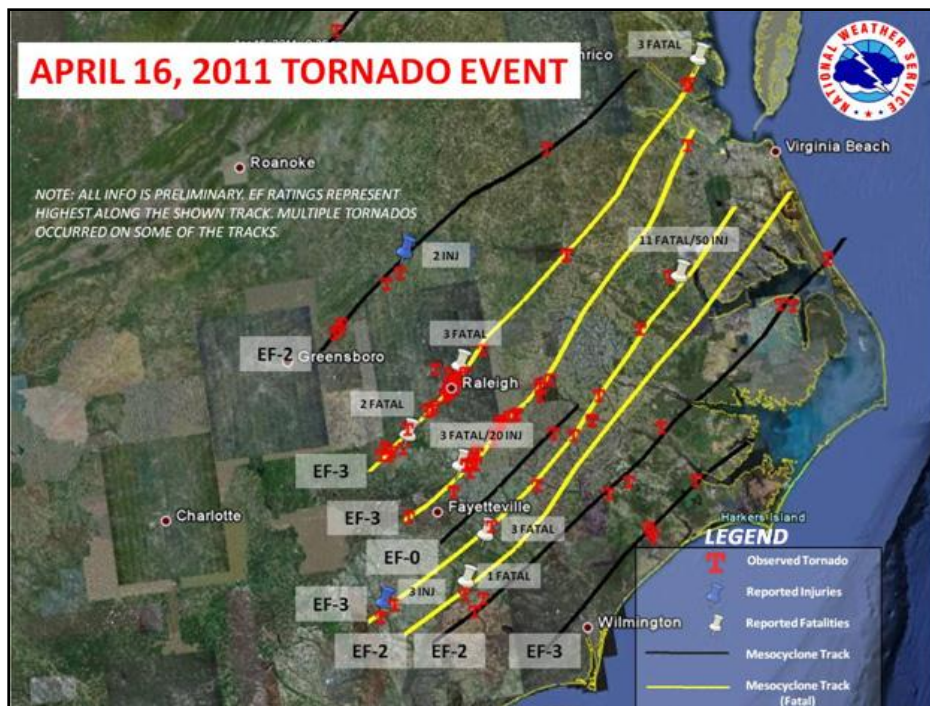 3 FATAL
APRIL 16, 2011 TORNADO EVENT
NATIONAL WEATHER SERVICE
Virginia Beach
Roanoke
NOTE: ALL INFO IS PRELIMINARY. EF RATINGS REPRESENT
HIGHEST ALONG THE SHOWN TRACK. MULTIPLE TORNADOS
OCCURRED ON SOME OF THE TRACKS.
11 FATAL/50 INJ
2 INJ
3 FATAL
EF-2
Greensboro
Raleigh
2 FATAL
3 FATAL/20 INJ
EF-3
EF-3
Fayetteville
Charlotte
Harkers Island
EF-0
3 FATAL
LEGEND
Observed Tornado
1 FATAL
3 INJ
Reported Injuries
EF-3
Reported Fatalities
Wilmington
EF-2
EF-2
EF-3
Mesocyclone Track
Mesocyclone Track
(Fatal)